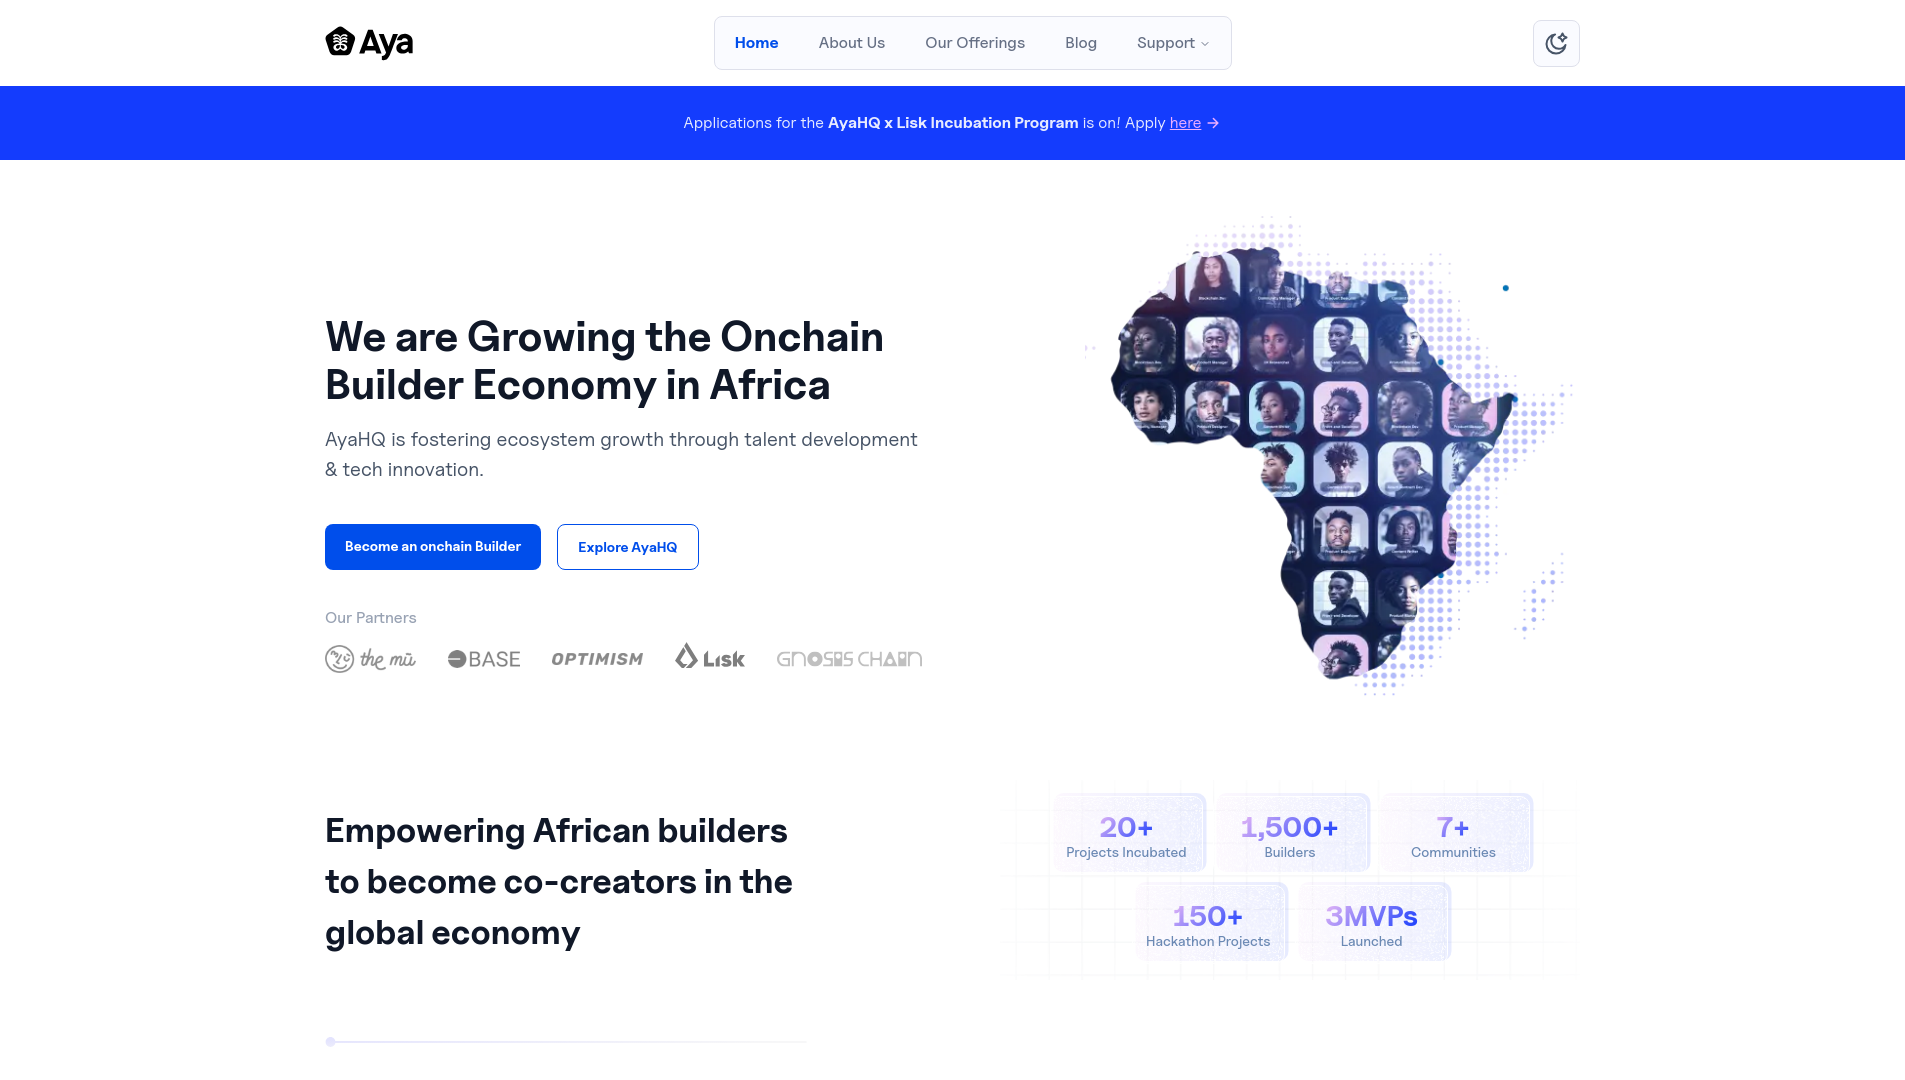 Aya
Home
About Us
Our Offerings
Blog
Support
Applications for the AyaHQ x Lisk Incubation Program is on! Apply here →
We are Growing the Onchain
Builder Economy in Africa
AyaHQ is fostering ecosystem growth through talent development
& tech innovation.
Become an onchain Builder
Explore AyaHQ
Our Partners
the mū
BASE
OPTIMISM
Lısk
GNOSIS CHAIN
Empowering African builders
to become co-creators in the
global economy
20+
Projects Incubated
1,500+
Builders
7+
Communities
150+
Hackathon Projects
3MVPs
Launched